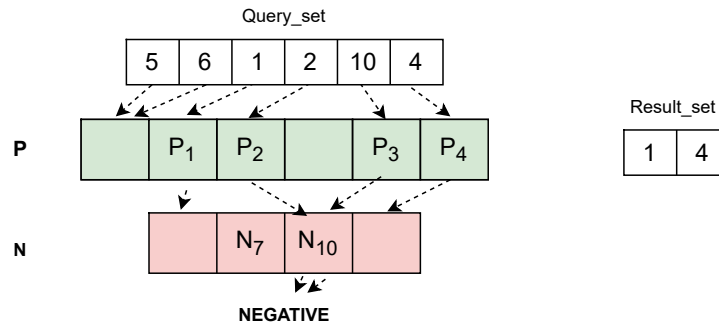 Query_set
5 6 1 2 10 4
Result_set
P P1 P2 P3 P4
1 4
N N7 N10
NEGATIVE